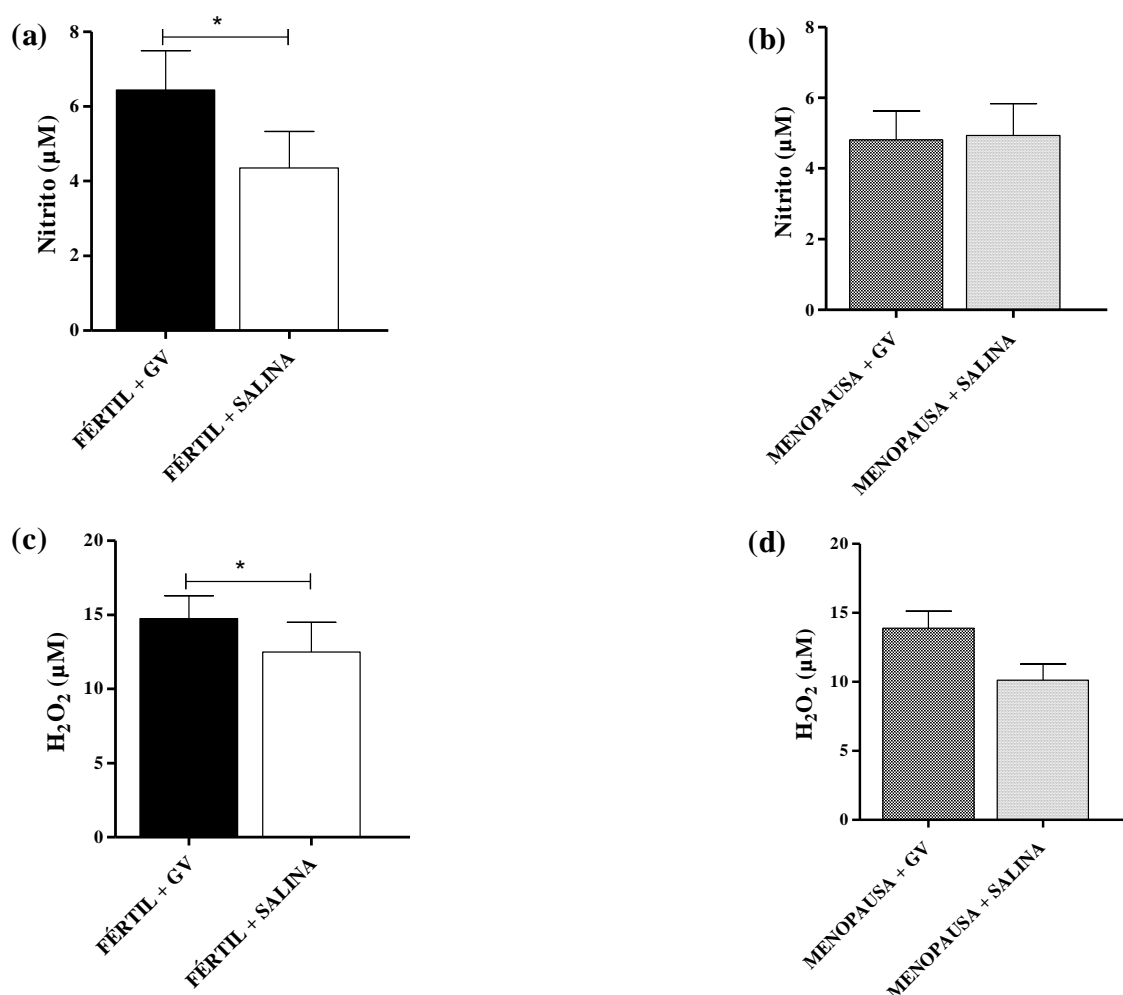 (a)
*
8
6
4
2
0
Nitrito (µM)
FÉRTIL + GV
FÉRTIL + SALINA
(b)
8
6
4
2
0
Nitrito (µM)
MENOPAUSA + GV
MENOPAUSA + SALINA
(c)
*
20
15
10
5
0
H₂O₂ (µM)
FÉRTIL + GV
FÉRTIL + SALINA
(d)
20
15
10
5
0
H₂O₂ (µM)
MENOPAUSA + GV
MENOPAUSA + SALINA